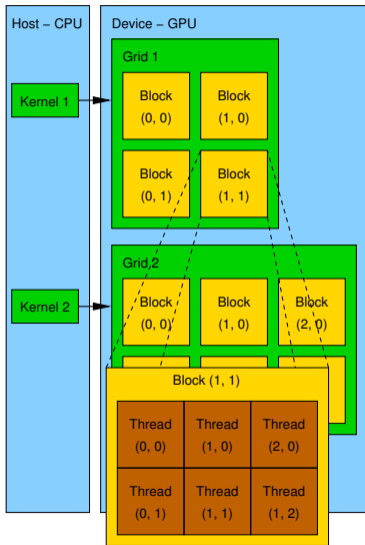 Host – CPU
Device – GPU
Grid 1
Kernel 1
Block
(0, 0)
Block
(1, 0)
Block
(0, 1)
Block
(1, 1)
Grid 2
Kernel 2
Block
(0, 0)
Block
(1, 0)
Block
(2, 0)
Block (1, 1)
Thread
(0, 0)
Thread
(1, 0)
Thread
(2, 0)
Thread
(0, 1)
Thread
(1, 1)
Thread
(1, 2)